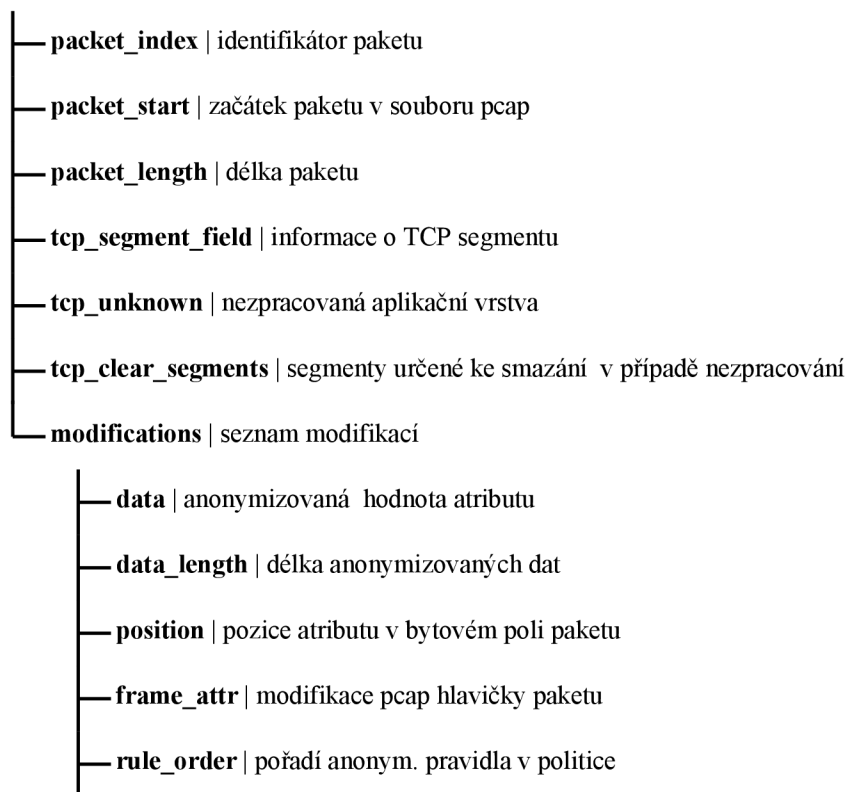 packet_index | identifikátor paketu
packet_start | začátek paketu v souboru pcap
packet_length | délka paketu
tcp_segment_field | informace o TCP segmentu
tcp_unknown | nezpracovaná aplikační vrstva
tcp_clear_segments | segmenty určené ke smazání v případě nezpracování
modifications | seznam modifikací
data | anonymizovaná hodnota atributu
data_length | délka anonymizovaných dat
position | pozice atributu v bytovém poli paketu
frame_attr | modifikace pcap hlavičky paketu
rule_order | pořadí anonym. pravidla v politice